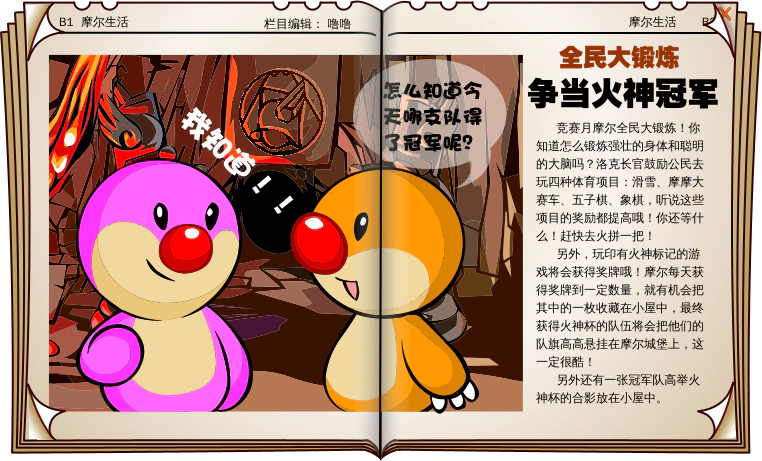 B1 摩尔生活
栏目编辑： 噜噜
摩尔生活
我知道！！
怎么知道今
天哪支队得
了冠军呢？
全民大锻炼
争当火神冠军
竞赛月摩尔全民大锻炼！你
知道怎么锻炼强壮的身体和聪明
的大脑吗？洛克长官鼓励公民去
玩四种体育项目：滑雪、摩摩大
赛车、五子棋、象棋，听说这些
项目的奖励都提高哦！你还等什
么！赶快去火拼一把！
另外，玩印有火神标记的游
戏将会获得奖牌哦！摩尔每天获
得奖牌到一定数量，就有机会把
其中的一枚收藏在小屋中，最终
获得火神杯的队伍将会把他们的
队旗高高悬挂在摩尔城堡上，这
一定很酷！
另外还有一张冠军队高举火
神杯的合影放在小屋中。